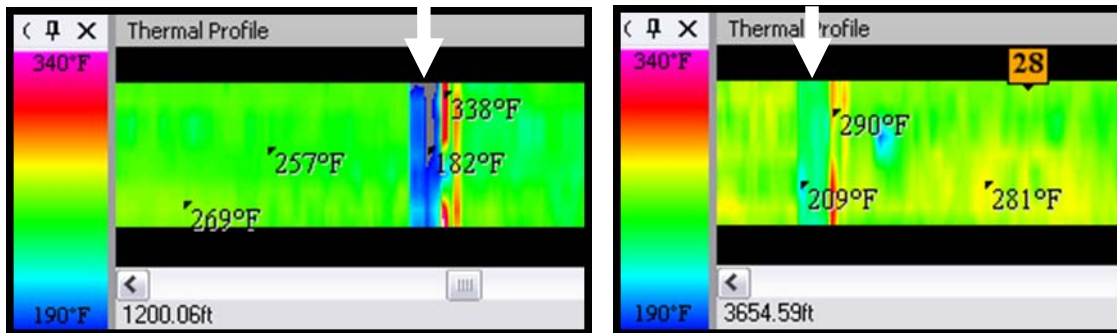 Thermal Profile
340°F
338°F
257°F
182°F
269°F
190°F
1200.06ft
Thermal Profile
340°F
28
290°F
209°F
281°F
190°F
3654.59ft